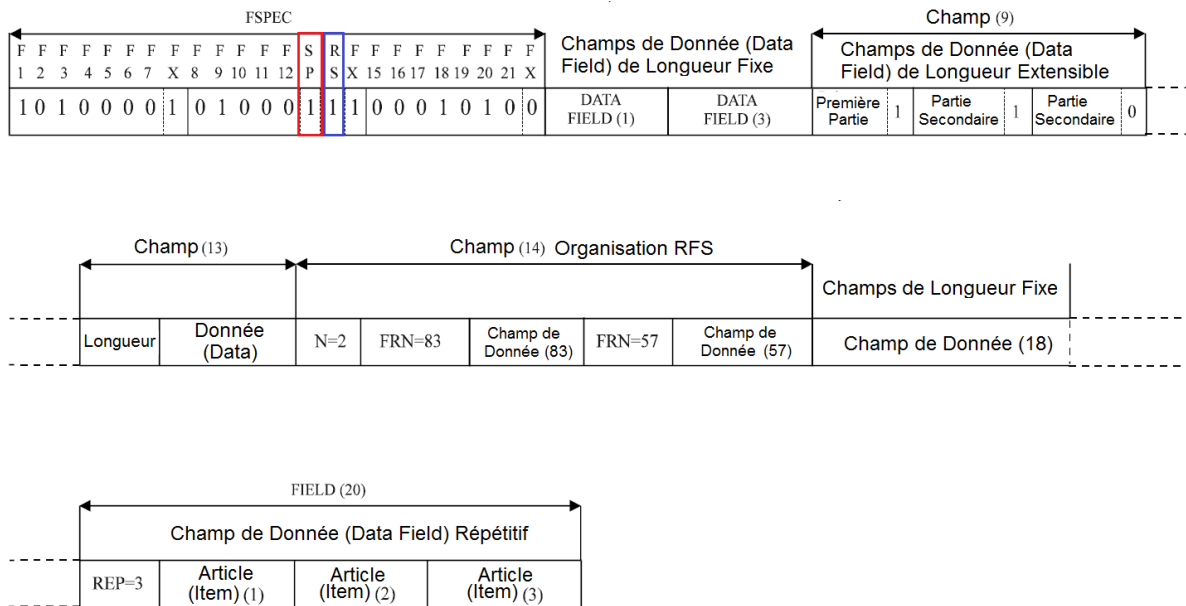 FSPEC
Champ (9)
F F F F F F F F F F F F F S R F F F F F F F F F
1 2 3 4 5 6 7 X 8 9 10 11 12 P S X 15 16 17 18 19 20 21 X
Champs de Donnée (Data
Field) de Longueur Fixe
Champs de Donnée (Data
Field) de Longueur Extensible
1 0 1 0 0 0 0 1 0 1 0 0 0 1 1 1 0 0 0 1 0 1 0 0
DATA
FIELD (1)
DATA
FIELD (3)
Première
Partie
1
Partie
Secondaire
1
Partie
Secondaire
0
Champ (13)
Champ (14) Organisation RFS
Champs de Longueur Fixe
Longueur
Donnée
(Data)
N=2
FRN=83
Champ de
Donnée (83)
FRN=57
Champ de
Donnée (57)
Champ de Donnée (18)
FIELD (20)
Champ de Donnée (Data Field) Répétitif
REP=3
Article
(Item) (1)
Article
(Item) (2)
Article
(Item) (3)